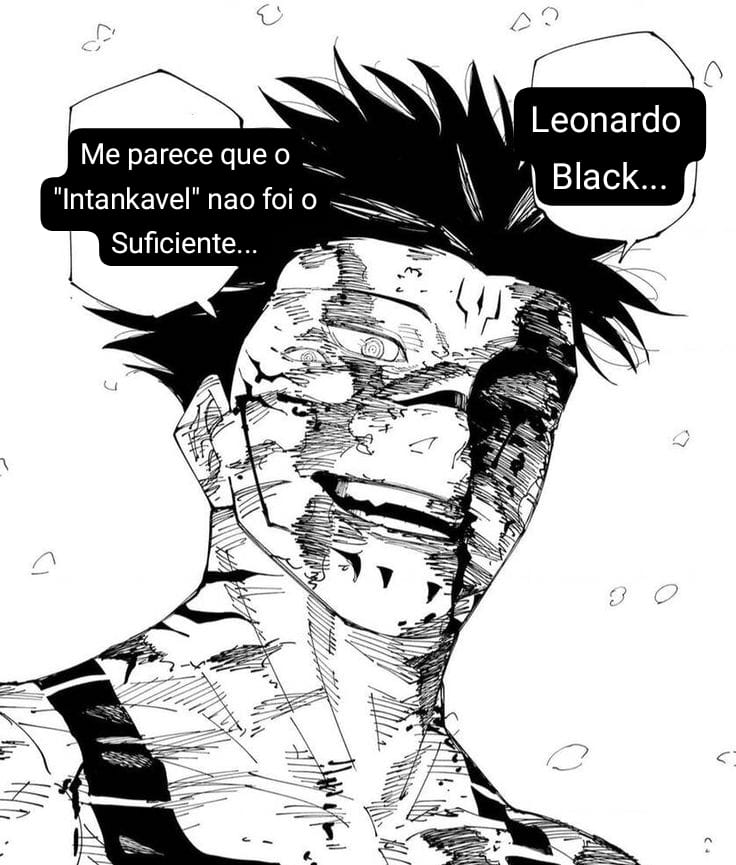 Me parece que o
"Intankavel" nao foi o
Suficiente...
Leonardo
Black...